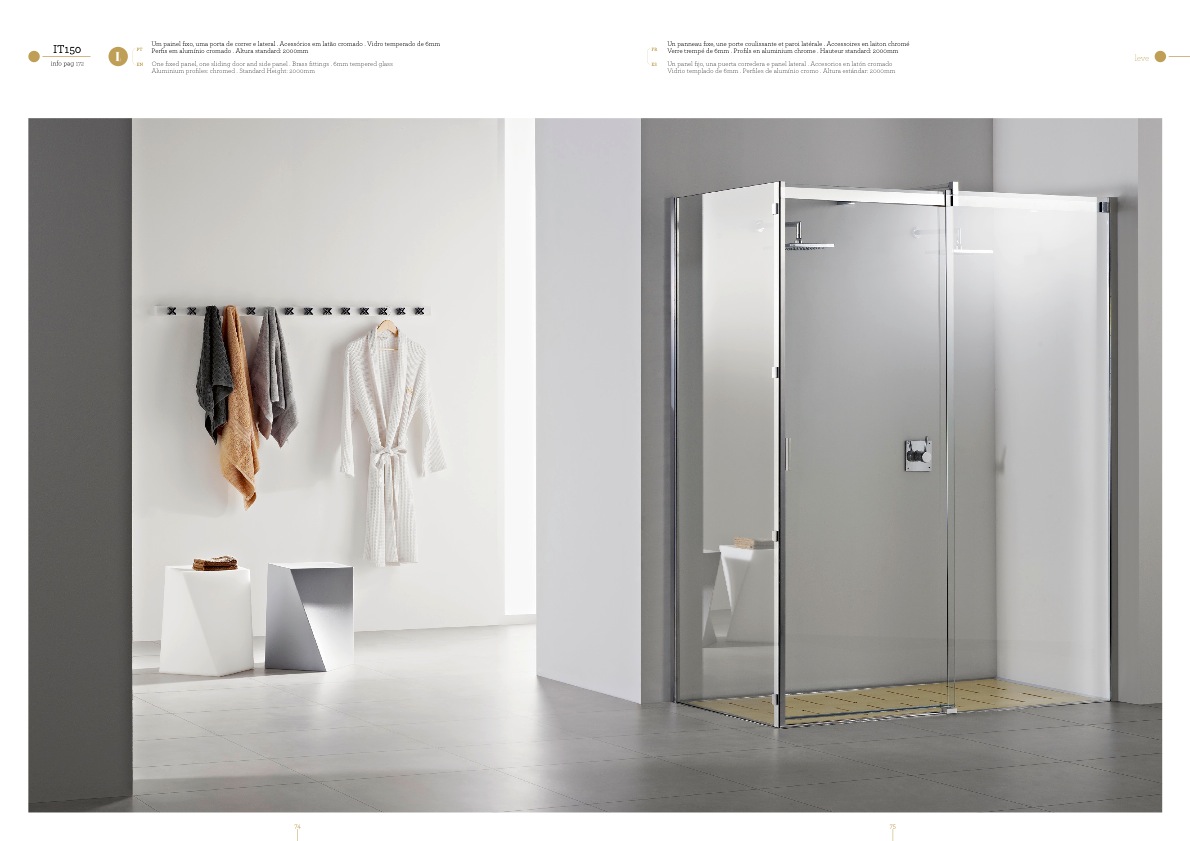 IT150
info pag 172
I
PT
Um painel fixo, uma porta de correr e lateral . Acessórios em latão cromado . Vidro temperado de 6mm
Perfis em alumínio cromado . Altura standard: 2000mm
EN
One fixed panel, one sliding door and side panel . Brass fittings . 6mm tempered glass
Aluminium profiles: chromed . Standard Height: 2000mm
FR
Un panneau fixe, une porte coulissante et paroi latérale . Accessoires en laiton chromé
Verre trempé de 6mm . Profils en aluminium chrome . Hauteur standard: 2000mm
ES
Un panel fijo, una puerta corredera e panel lateral . Accesorios en latón cromado
Vidrio templado de 6mm . Perfiles de alumínio cromo . Altura estándar: 2000mm
74
75